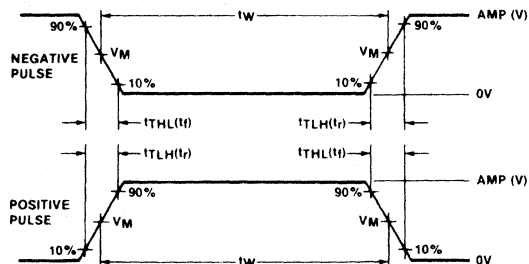 tW
AMP (V)
90%
90%
NEGATIVE
PULSE
VM
VM
10%
10%
0V
tTHL(tf)
tTLH(tr)
tTLH(tr)
tTHL(tf)
AMP (V)
POSITIVE
PULSE
90%
90%
VM
VM
10%
10%
tW
0V